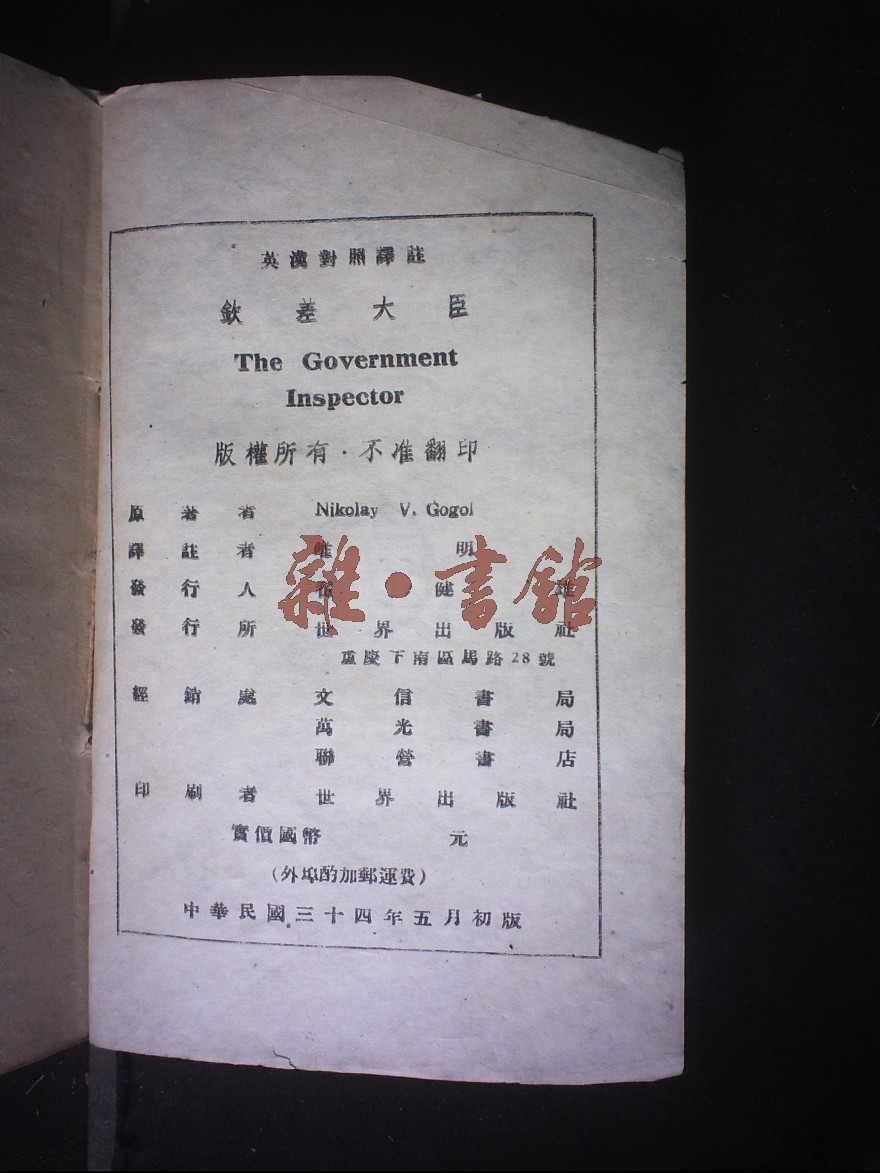 英漢對照譯註
欽差大臣
The Government
Inspector
版權所有・不准翻印
原著者 Nikolay V. Gogol
譯註者 明
發行人 健
發行所 世界出版社
重慶下南區馬路28號
經銷處 文信書局
萬光書局
聯營書店
印刷者 世界出版社
實價國幣 元
(外埠酌加郵運費)
中華民國三十四年五月初版
雜・書館